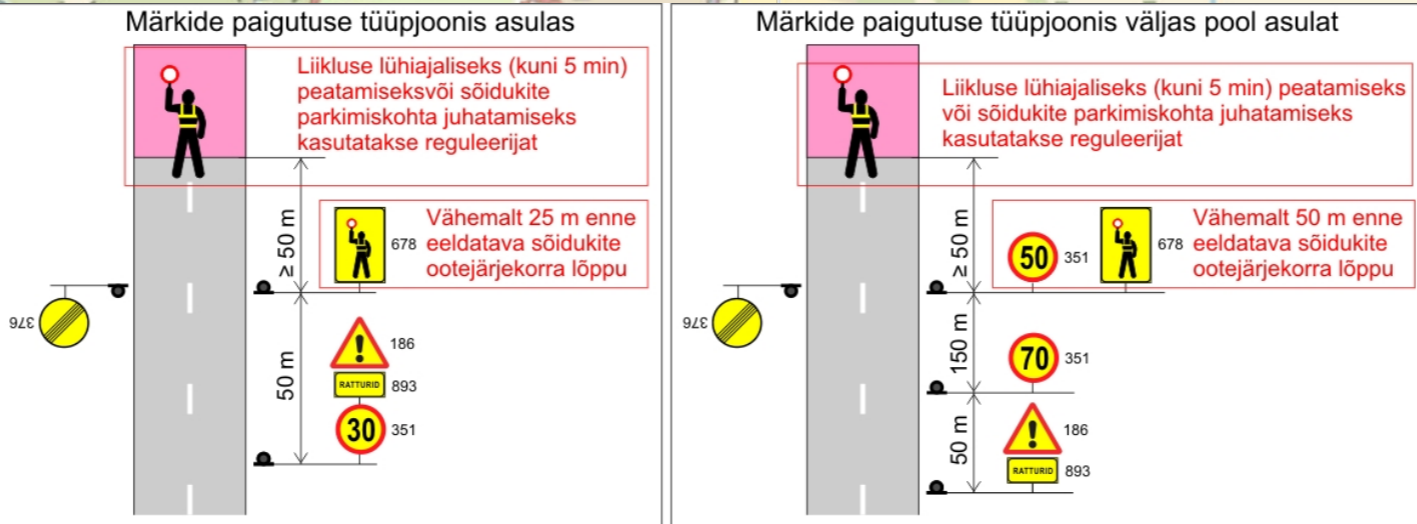 Märkide paigutuse tüüpjoonis asulas
Liikluse lühiajaliseks (kuni 5 min)
peatamiseksvõi sõidukite
parkimiskohta juhatamiseks
kasutatakse reguleerijat
≥ 50 m
678
Vähemalt 25 m enne
eeldatava sõidukite
ootejärjekorra lõppu
376
50 m
186
RATTURID
893
30
351
Märkide paigutuse tüüpjoonis väljas pool asulat
Liikluse lühiajaliseks (kuni 5 min) peatamiseks
või sõidukite parkimiskohta juhatamiseks
kasutatakse reguleerijat
≥ 50 m
50
351
678
Vähemalt 50 m enne
eeldatava sõidukite
ootejärjekorra lõppu
376
150 m
70
351
50 m
186
RATTURID
893